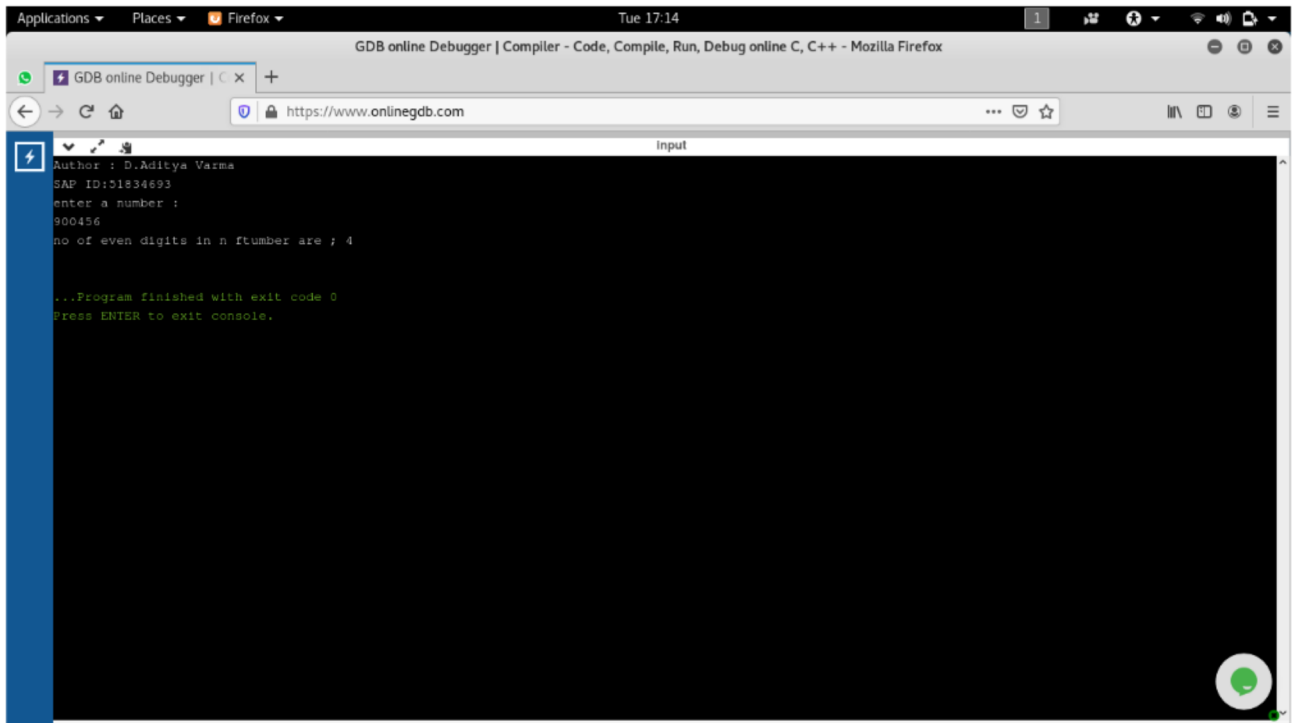 Applications Places Firefox Tue 17:14 1
GDB online Debugger | Compiler - Code, Compile, Run, Debug online C, C++ - Mozilla Firefox
GDB online Debugger | C
https://www.onlinegdb.com
input
Author : D.Aditya Varma
SAP ID:51834693
enter a number :
900456
no of even digits in n ftumber are ; 4
...Program finished with exit code 0
Press ENTER to exit console.